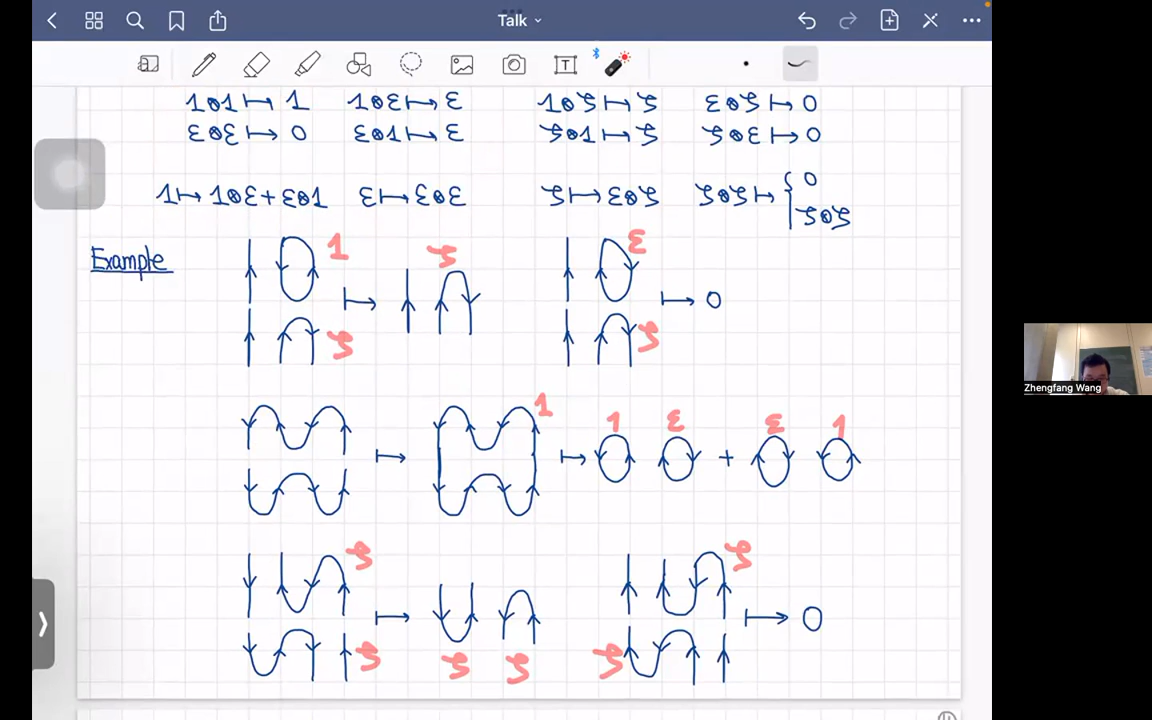 Talk
T
1⊗1 ↦ 1 1⊗ε ↦ ε 1⊗ζ ↦ ζ ε⊗ζ ↦ 0
ε⊗ε ↦ 0 ε⊗1 ↦ ε ζ⊗1 ↦ ζ ζ⊗ε ↦ 0
1 ↦ 1⊗ε + ε⊗1 ε ↦ ε⊗ε ζ ↦ ε⊗ζ ζ⊗ζ ↦ { 0
ζ⊗ζ
Example
1 ζ ε
↦ ↦ 0
ζ ζ
1 1 ε ε 1
↦ ↦ +
ζ ζ
↦ ↦ 0
ζ ζ ζ ζ
Zhengfang Wang